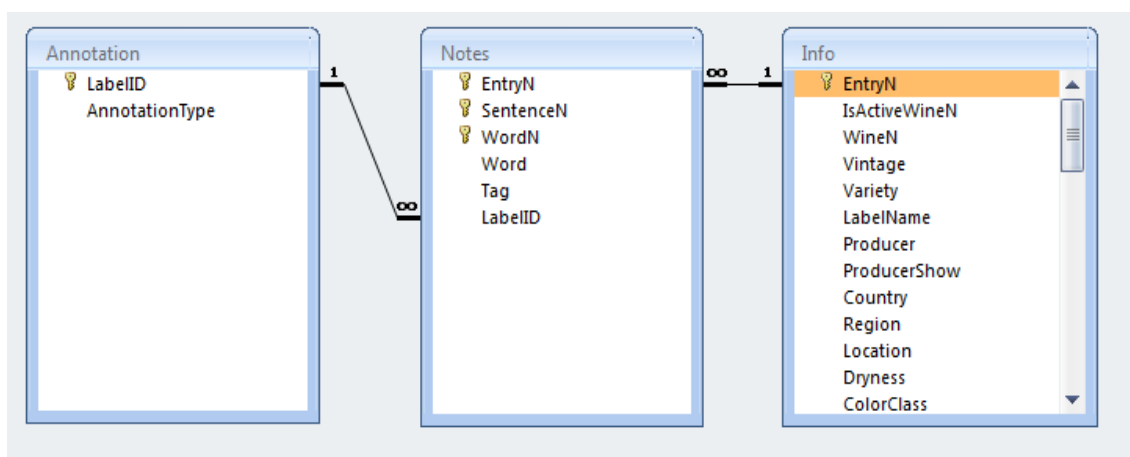 Annotation
LabelID
AnnotationType
1
∞
Notes
EntryN
SentenceN
WordN
Word
Tag
LabelID
∞
1
Info
EntryN
IsActiveWineN
WineN
Vintage
Variety
LabelName
Producer
ProducerShow
Country
Region
Location
Dryness
ColorClass